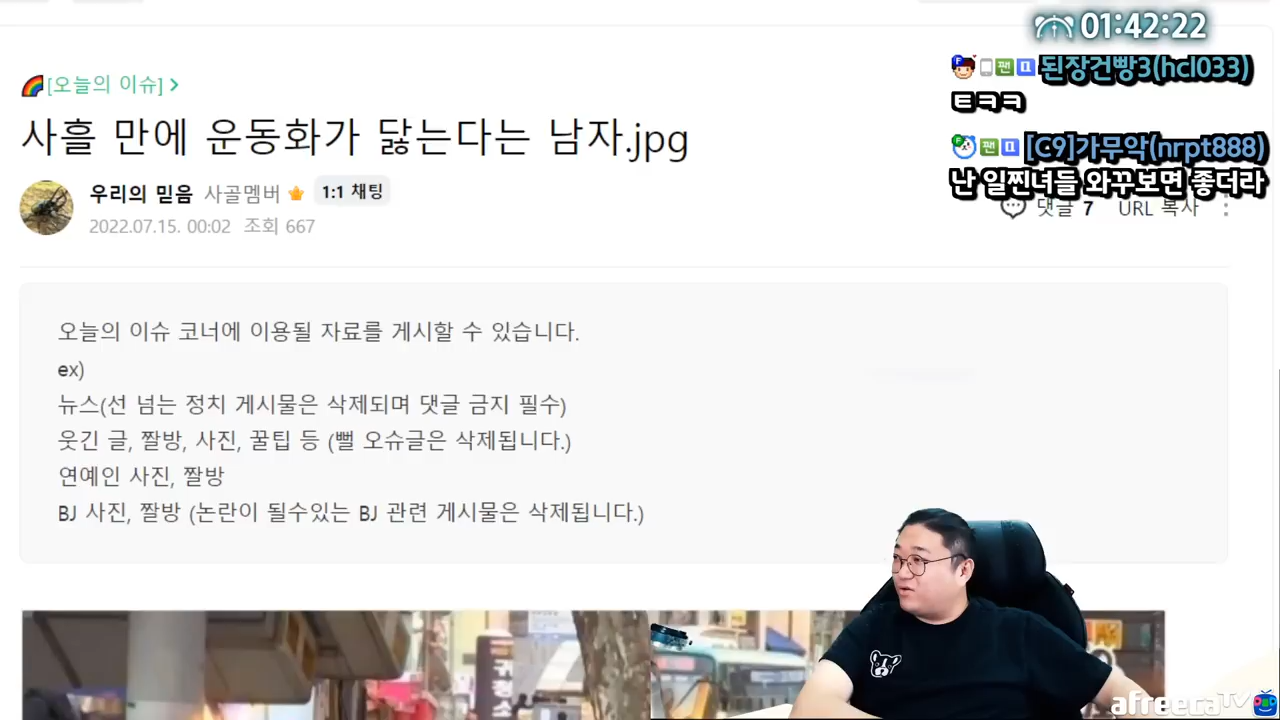 01:42:22
된장건빵3(hcl033)
ㅌㅋㅋ
[C9]가무악(nrpt888)
난 일찐녀들 와꾸보면 좋더라
[오늘의 이슈] >
사흘 만에 운동화가 닳는다는 남자.jpg
우리의 믿음 사골멤버 1:1 채팅
2022.07.15. 00:02 조회 667
댓글 7 URL 복사
오늘의 이슈 코너에 이용될 자료를 게시할 수 있습니다.
ex)
뉴스(선 넘는 정치 게시물은 삭제되며 댓글 금지 필수)
웃긴 글, 짤방, 사진, 꿀팁 등 (뻘 오슈글은 삭제됩니다.)
연예인 사진, 짤방
BJ 사진, 짤방 (논란이 될수있는 BJ 관련 게시물은 삭제됩니다.)
afreecaTV